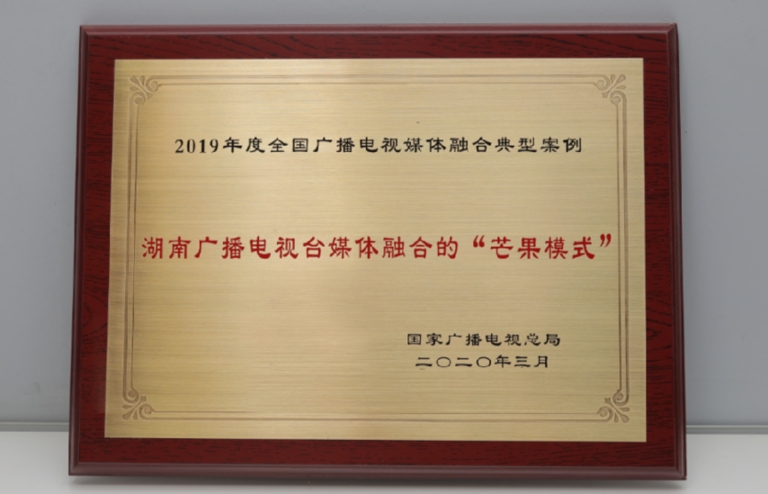 2019年度全国广播电视媒体融合典型案例
湖南广播电视台媒体融合的“芒果模式”
国家广播电视总局
二〇二〇年三月